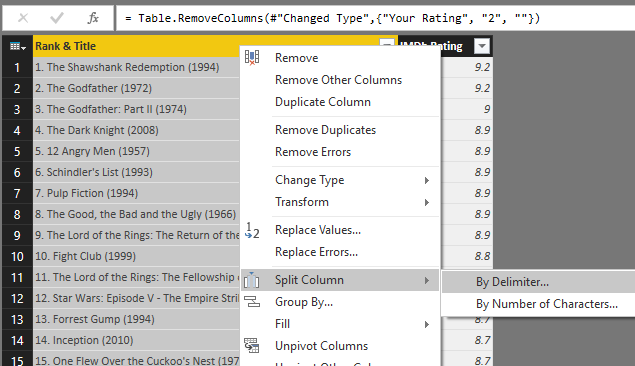 = Table.RemoveColumns(#"Changed Type",{"Your Rating", "2", ""})
Rank & Title IMDb Rating
1 1. The Shawshank Redemption (1994) 9.2
2 2. The Godfather (1972) 9.2
3 3. The Godfather: Part II (1974) 9
4 4. The Dark Knight (2008) 8.9
5 5. 12 Angry Men (1957) 8.9
6 6. Schindler's List (1993) 8.9
7 7. Pulp Fiction (1994) 8.9
8 8. The Good, the Bad and the Ugly (1966) 8.9
9 9. The Lord of the Rings: The Return of the 8.9
10 10. Fight Club (1999) 8.8
11 11. The Lord of the Rings: The Fellowship
12 12. Star Wars: Episode V - The Empire Stri
13 13. Forrest Gump (1994) 8.7
14 14. Inception (2010) 8.7
15 15. One Flew Over the Cuckoo's Nest (197 8.7
Remove
Remove Other Columns
Duplicate Column
Remove Duplicates
Remove Errors
Change Type
Transform
1
2
Replace Values...
Replace Errors...
Split Column
Group By...
Fill
Unpivot Columns
By Delimiter...
By Number of Characters...